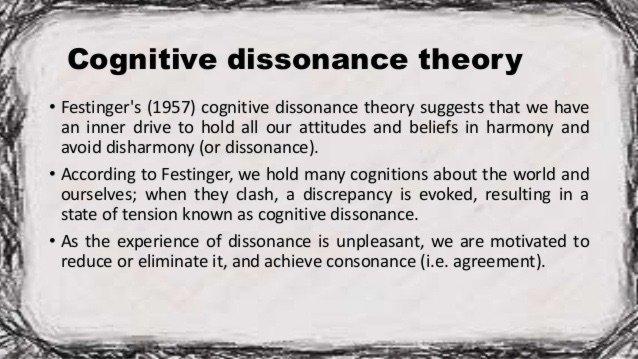 Cognitive dissonance theory
• Festinger's (1957) cognitive dissonance theory suggests that we have
an inner drive to hold all our attitudes and beliefs in harmony and
avoid disharmony (or dissonance).
• According to Festinger, we hold many cognitions about the world and
ourselves; when they clash, a discrepancy is evoked, resulting in a
state of tension known as cognitive dissonance.
• As the experience of dissonance is unpleasant, we are motivated to
reduce or eliminate it, and achieve consonance (i.e. agreement).